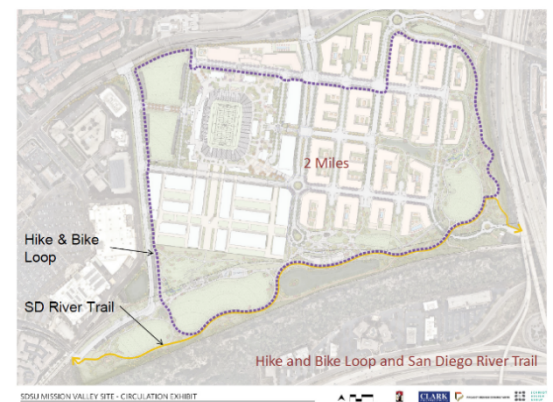 2 Miles
Hike & Bike
Loop
SD River Trail
Hike and Bike Loop and San Diego River Trail
SDSU MISSION VALLEY SITE - CIRCULATION EXHIBIT
CLARK